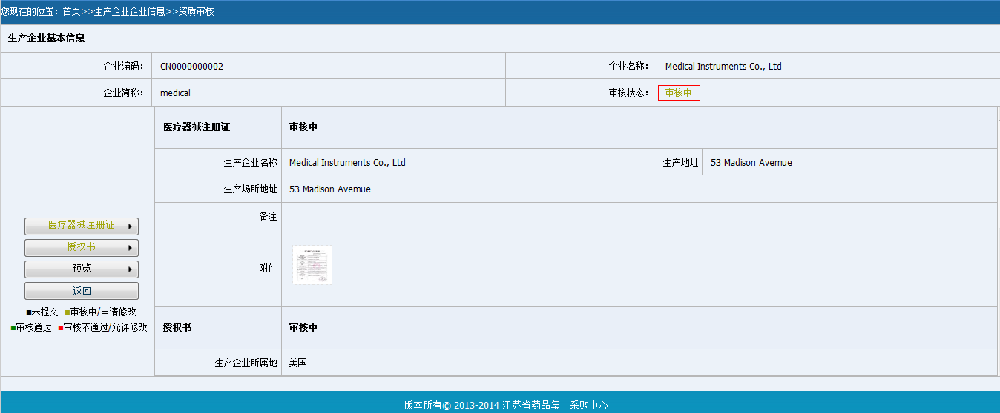 您现在的位置：首页>>生产企业企业信息>>资质审核
生产企业基本信息
企业编码： CN0000000002 企业名称： Medical Instruments Co., Ltd
企业简称： medical 审核状态： 审核中
医疗器械注册证 审核中
生产企业名称 Medical Instruments Co., Ltd 生产地址 53 Madison Avemue
生产场所地址 53 Madison Avemue
备注
医疗器械注册证
授权书
预览
返回
■未提交 ■审核中/申请修改
■审核通过 ■审核不通过/允许修改
附件
授权书 审核中
生产企业所属地 美国
版本所有© 2013-2014 江苏省药品集中采购中心